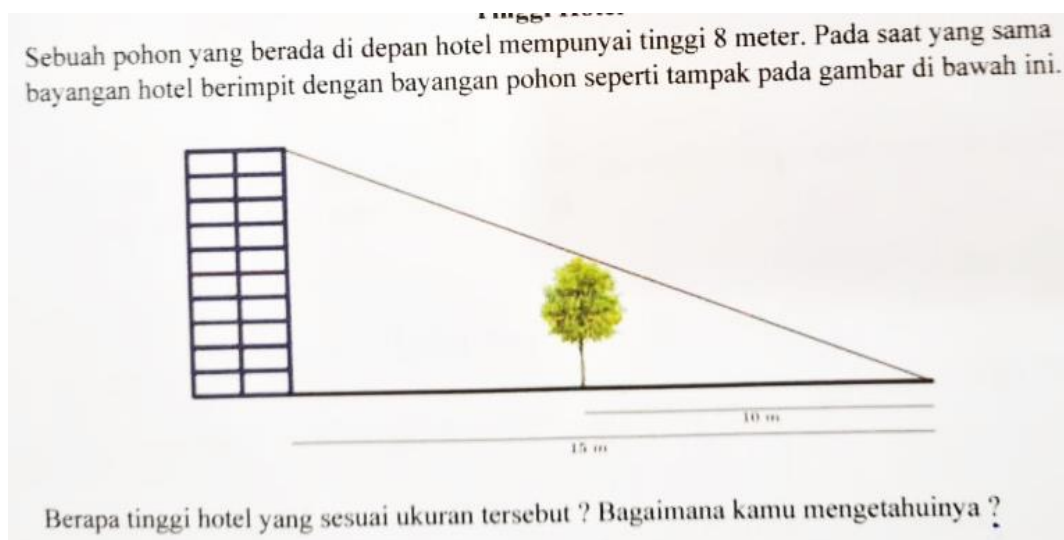 Sebuah pohon yang berada di depan hotel mempunyai tinggi 8 meter. Pada saat yang sama
bayangan hotel berimpit dengan bayangan pohon seperti tampak pada gambar di bawah ini.
10 m
15 m
Berapa tinggi hotel yang sesuai ukuran tersebut ? Bagaimana kamu mengetahuinya ?